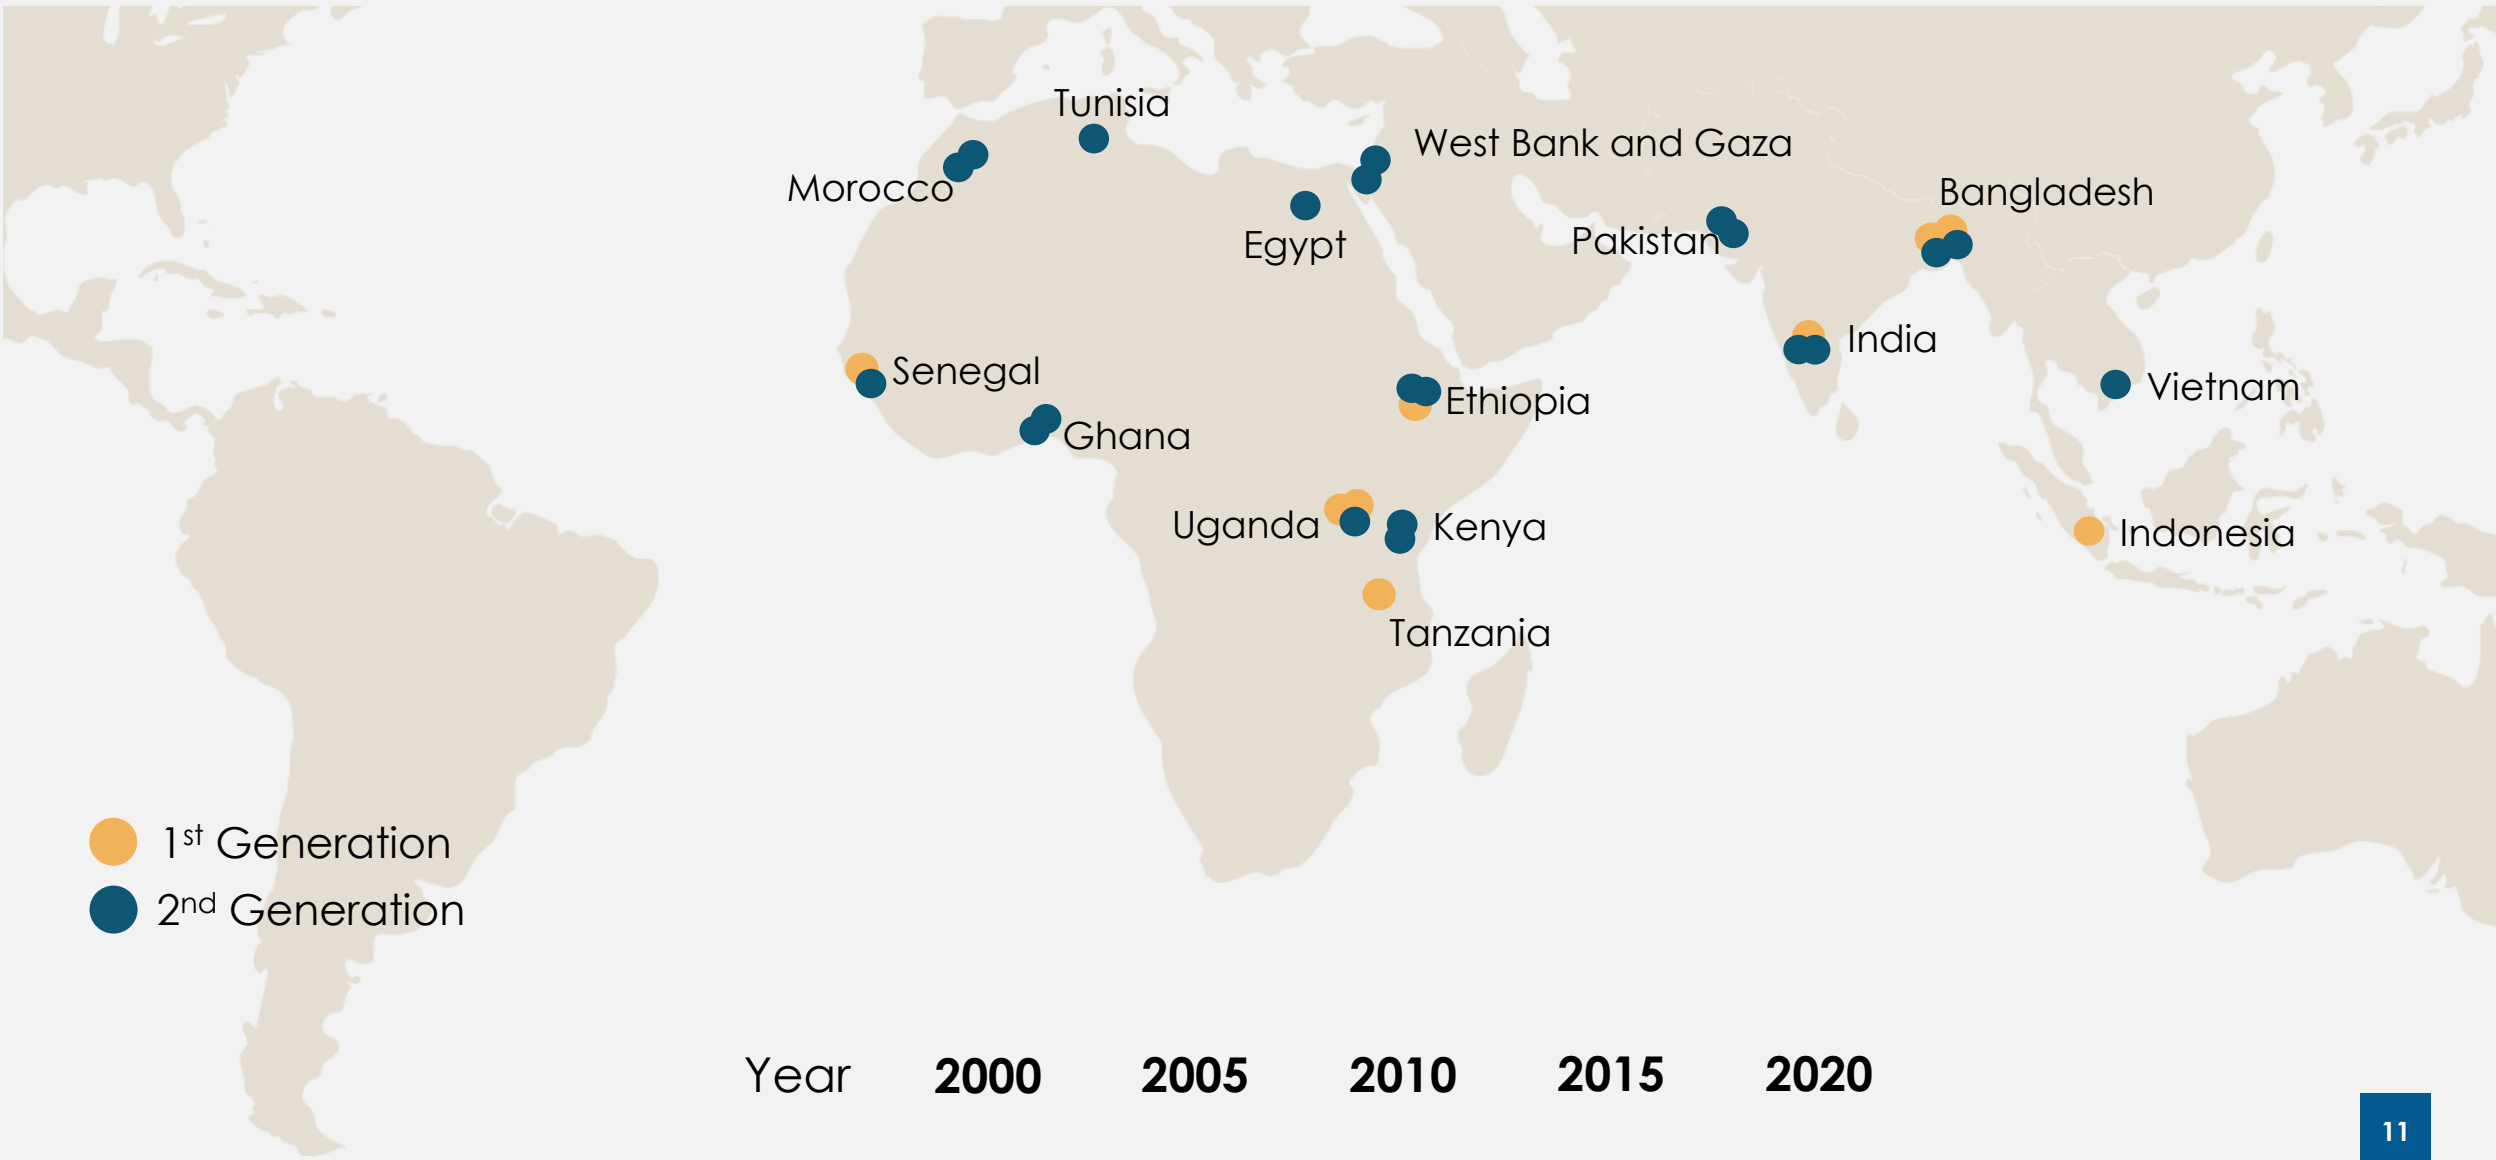 Tunisia
West Bank and Gaza
Morocco
Bangladesh
Egypt
Pakistan
India
Senegal
Vietnam
Ethiopia
Ghana
Uganda
Kenya
Indonesia
Tanzania
1st Generation
2nd Generation
Year 2000 2005 2010 2015 2020
11